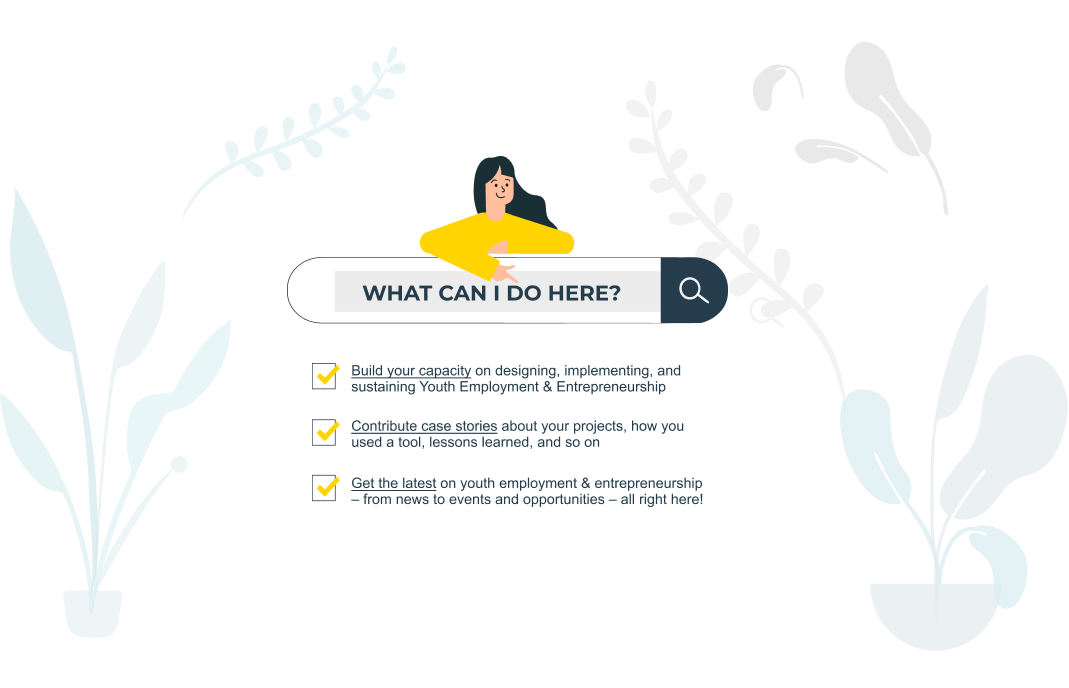 WHAT CAN I DO HERE?
Build your capacity on designing, implementing, and
sustaining Youth Employment & Entrepreneurship
Contribute case stories about your projects, how you
used a tool, lessons learned, and so on
Get the latest on youth employment & entrepreneurship
– from news to events and opportunities – all right here!